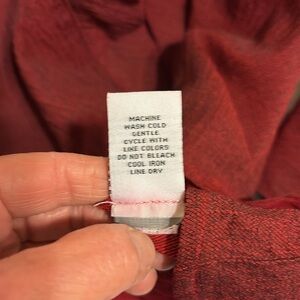 MACHINE
WASH COLD
GENTLE
CYCLE WITH
LIKE COLORS
DO NOT BLEACH
COOL IRON
LINE DRY